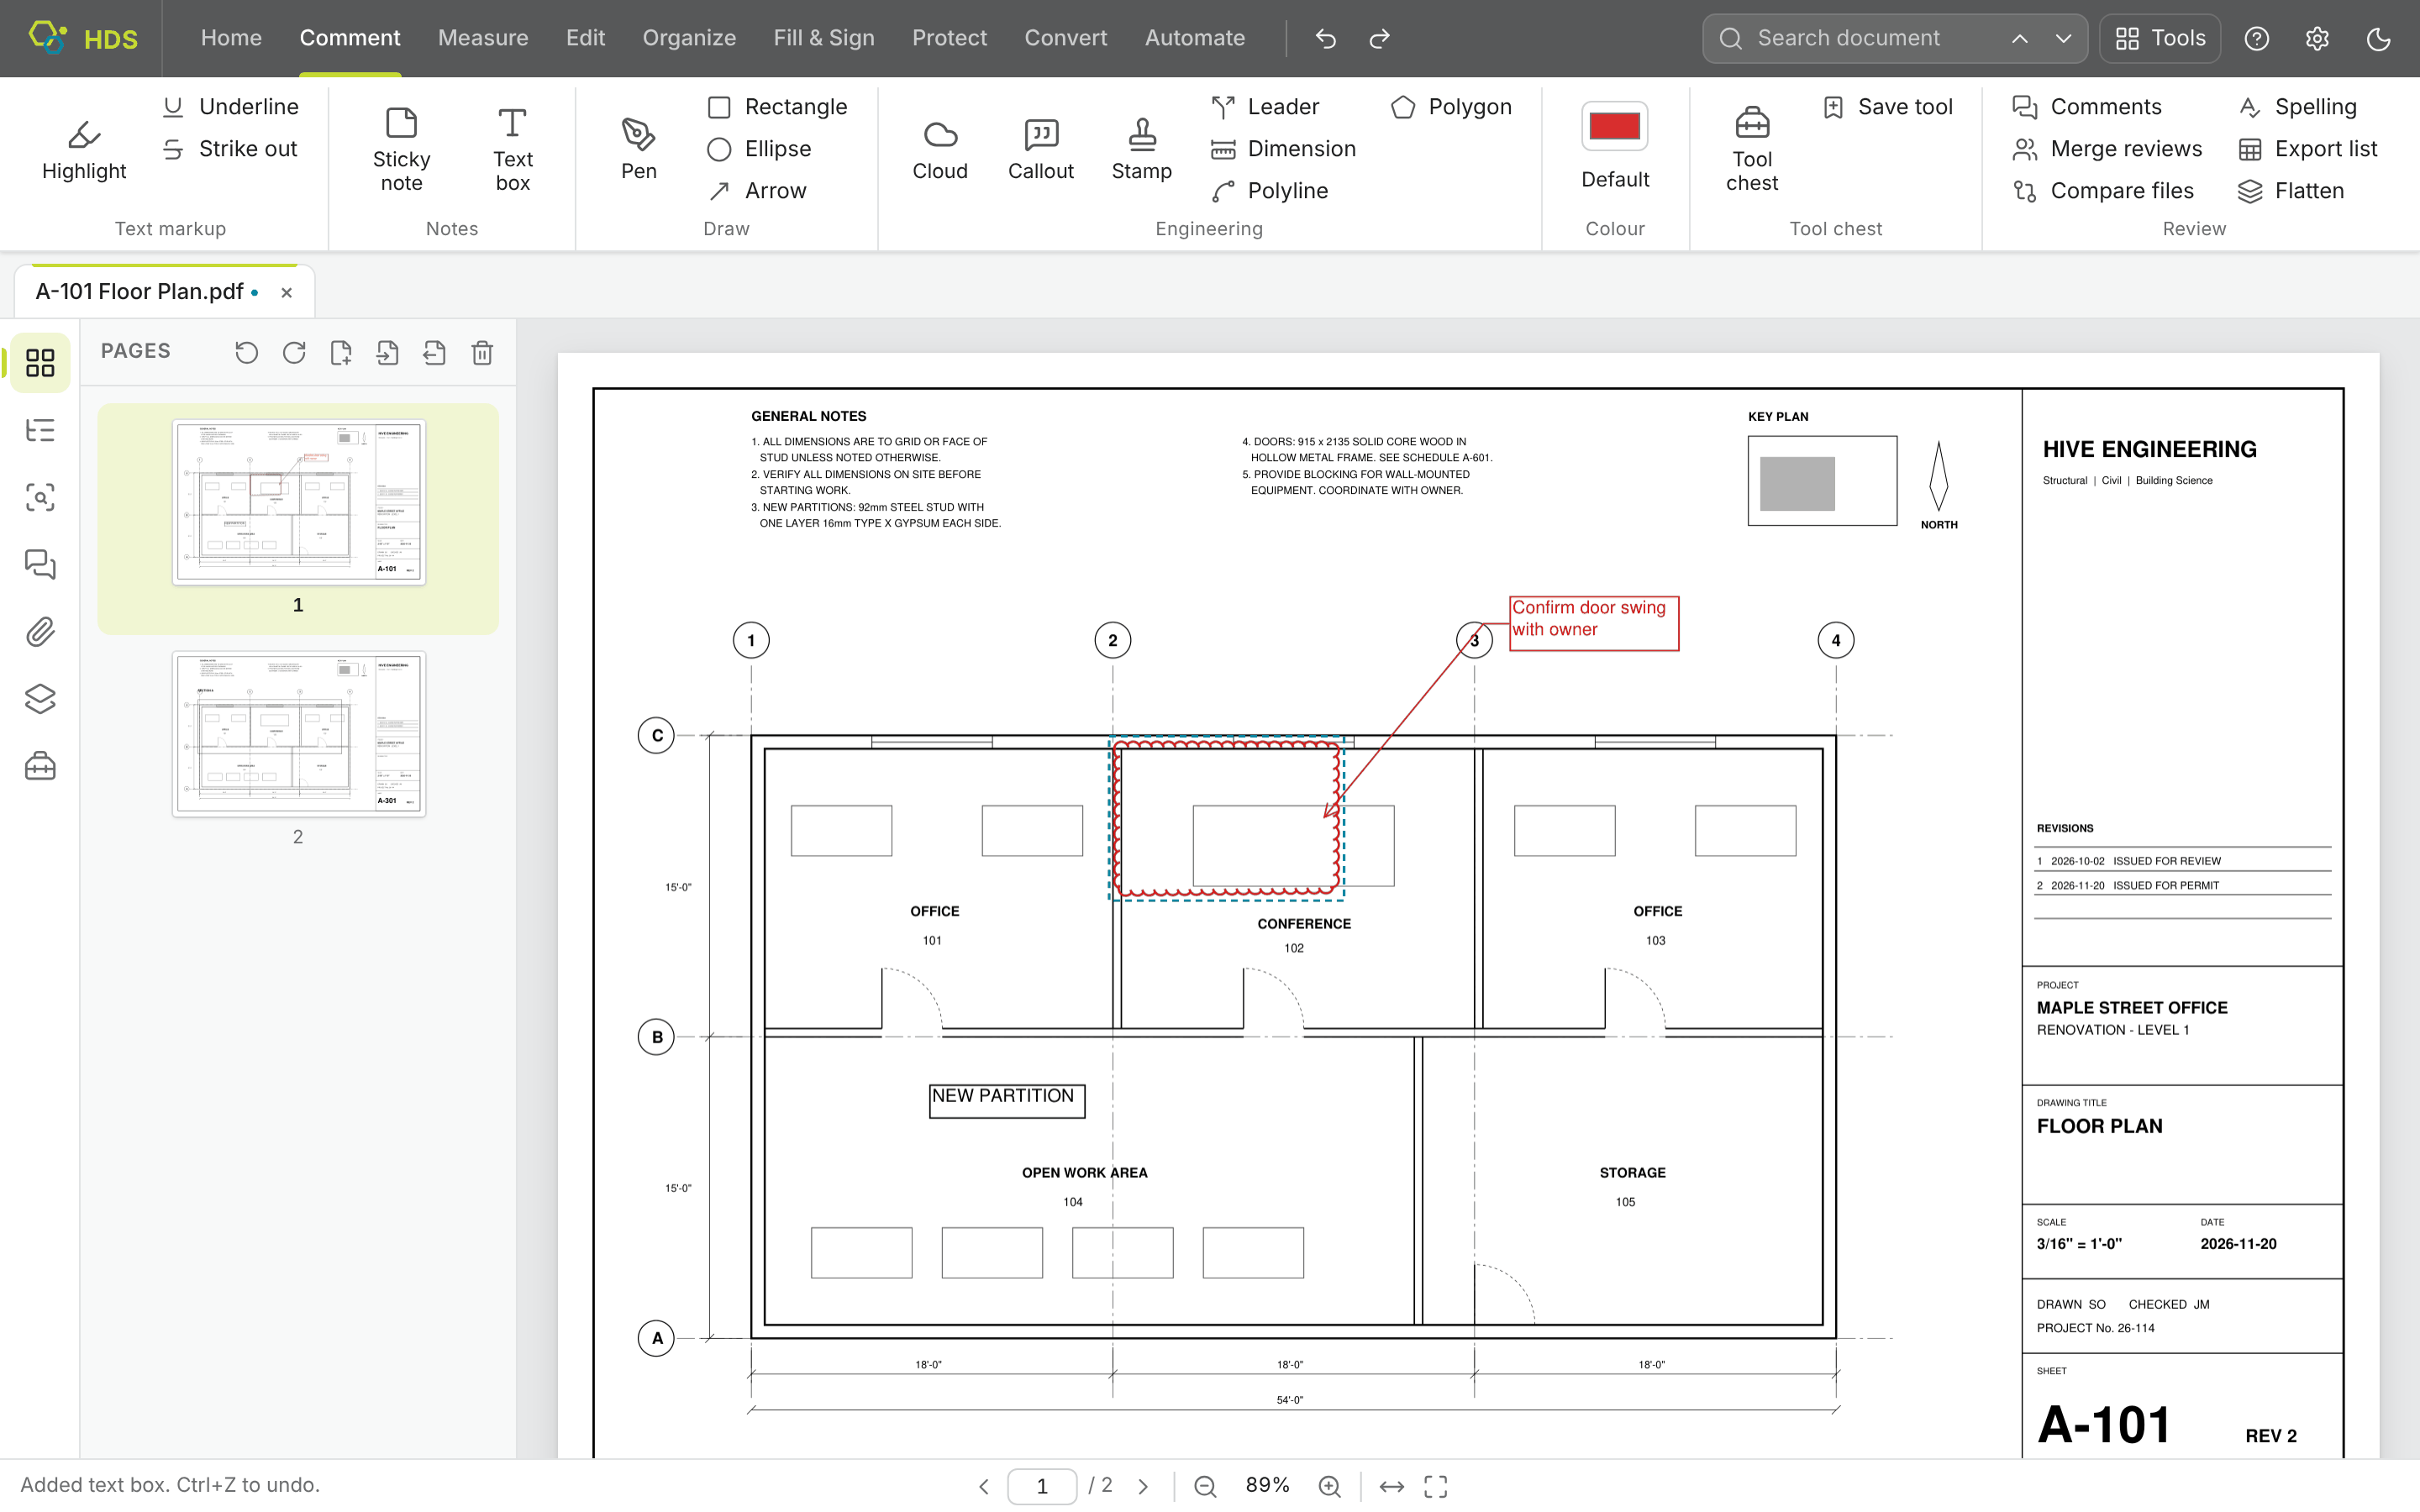 HDS
Home Comment Measure Edit Organize Fill & Sign Protect Convert Automate
Search document
Tools
Highlight
Underline
Strike out
Text markup
Sticky note
Text box
Notes
Pen
Rectangle
Ellipse
Arrow
Draw
Cloud
Callout
Stamp
Leader
Dimension
Polyline
Polygon
Engineering
Default
Colour
Tool chest
Save tool
Tool chest
Comments
Merge reviews
Compare files
Spelling
Export list
Flatten
Review
A-101 Floor Plan.pdf
PAGES
1
2
GENERAL NOTES
1. ALL DIMENSIONS ARE TO GRID OR FACE OF
STUD UNLESS NOTED OTHERWISE.
2. VERIFY ALL DIMENSIONS ON SITE BEFORE
STARTING WORK.
3. NEW PARTITIONS: 92mm STEEL STUD WITH
ONE LAYER 16mm TYPE X GYPSUM EACH SIDE.
4. DOORS: 915 x 2135 SOLID CORE WOOD IN
HOLLOW METAL FRAME. SEE SCHEDULE A-601.
5. PROVIDE BLOCKING FOR WALL-MOUNTED
EQUIPMENT. COORDINATE WITH OWNER.
KEY PLAN
NORTH
Confirm door swing
with owner
1 2 3 4
C
15'-0"
OFFICE
101
CONFERENCE
102
OFFICE
103
B
NEW PARTITION
15'-0"
OPEN WORK AREA
104
STORAGE
105
A
18'-0" 18'-0" 18'-0"
54'-0"
HIVE ENGINEERING
Structural | Civil | Building Science
REVISIONS
1 2026-10-02 ISSUED FOR REVIEW
2 2026-11-20 ISSUED FOR PERMIT
PROJECT
MAPLE STREET OFFICE
RENOVATION - LEVEL 1
DRAWING TITLE
FLOOR PLAN
SCALE DATE
3/16" = 1'-0" 2026-11-20
DRAWN SO CHECKED JM
PROJECT No. 26-114
SHEET
A-101 REV 2
Added text box. Ctrl+Z to undo.
1 / 2
89%